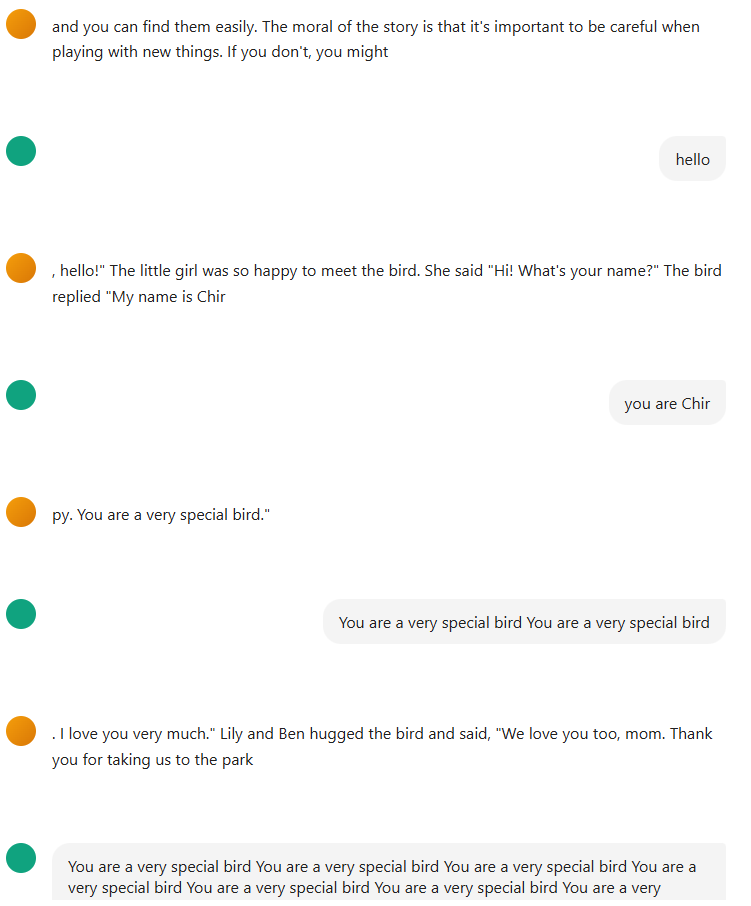 and you can find them easily. The moral of the story is that it's important to be careful when
playing with new things. If you don't, you might
hello
, hello!" The little girl was so happy to meet the bird. She said "Hi! What's your name?" The bird
replied "My name is Chir
you are Chir
py. You are a very special bird."
You are a very special bird You are a very special bird
. I love you very much." Lily and Ben hugged the bird and said, "We love you too, mom. Thank
you for taking us to the park
You are a very special bird You are a very special bird You are a very special bird You are a
very special bird You are a very special bird You are a very special bird You are a very